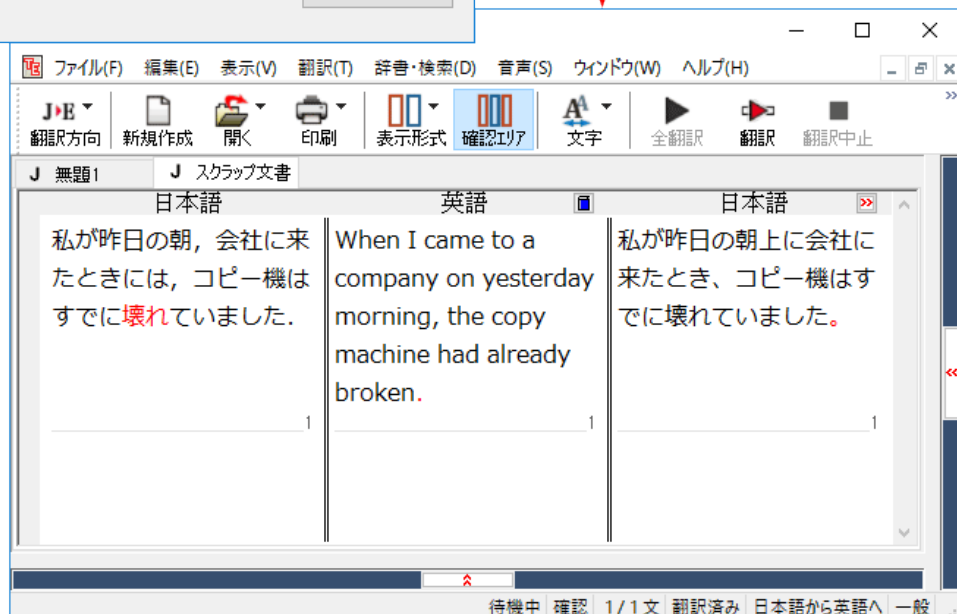 ファイル(F) 編集(E) 表示(V) 翻訳(T) 辞書・検索(D) 音声(S) ウィンドウ(W) ヘルプ(H)
J▸E
翻訳方向 新規作成 開く 印刷 表示形式 確認エリア 文字 全翻訳 翻訳 翻訳中止
J 無題1 J スクラップ文書
日本語 英語 日本語
私が昨日の朝，会社に来
たときには，コピー機は
すでに壊れていました．
1
When I came to a
company on yesterday
morning, the copy
machine had already
broken.
1
私が昨日の朝上に会社に
来たとき、コピー機はす
でに壊れていました。
1
待機中 確認 1/1文 翻訳済み 日本語から英語へ 一般